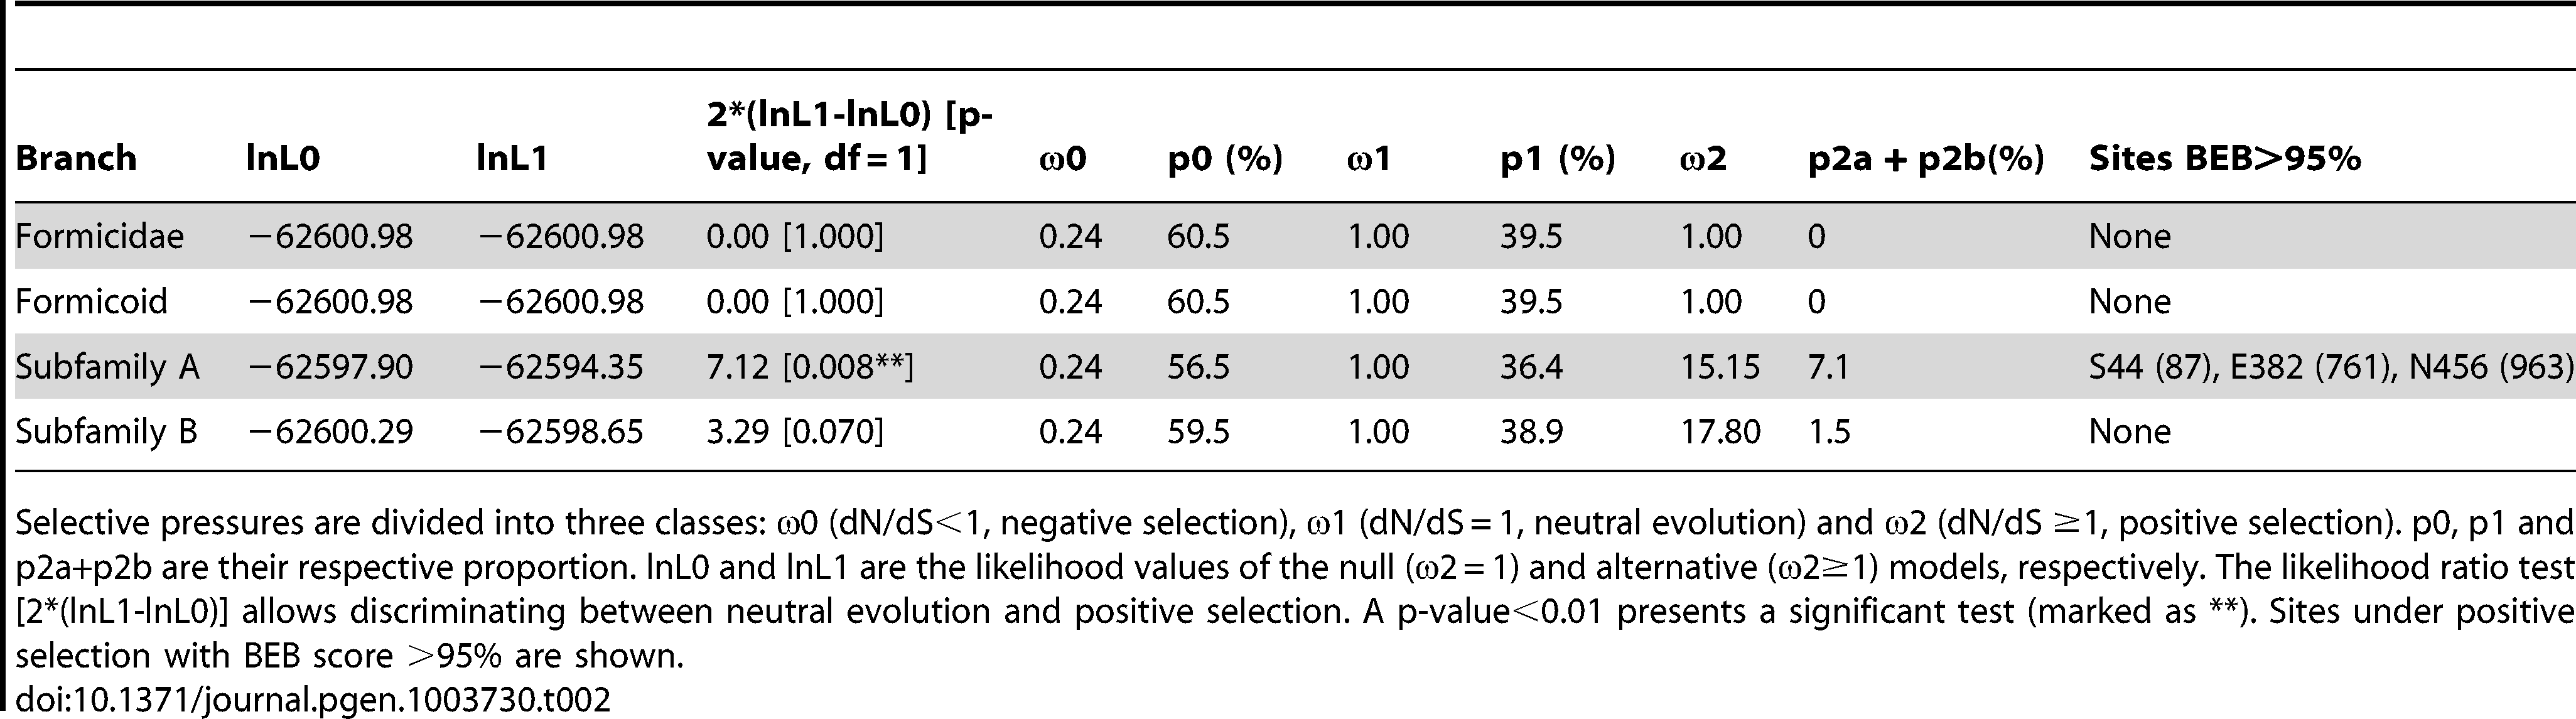 Branch lnL0 lnL1 2*(lnL1-lnL0) [p-value, df = 1] ω0 p0 (%) ω1 p1 (%) ω2 p2a + p2b(%) Sites BEB>95%
Formicidae −62600.98 −62600.98 0.00 [1.000] 0.24 60.5 1.00 39.5 1.00 0 None
Formicoid −62600.98 −62600.98 0.00 [1.000] 0.24 60.5 1.00 39.5 1.00 0 None
Subfamily A −62597.90 −62594.35 7.12 [0.008**] 0.24 56.5 1.00 36.4 15.15 7.1 S44 (87), E382 (761), N456 (963)
Subfamily B −62600.29 −62598.65 3.29 [0.070] 0.24 59.5 1.00 38.9 17.80 1.5 None
Selective pressures are divided into three classes: ω0 (dN/dS<1, negative selection), ω1 (dN/dS = 1, neutral evolution) and ω2 (dN/dS ≥1, positive selection). p0, p1 and
p2a+p2b are their respective proportion. lnL0 and lnL1 are the likelihood values of the null (ω2 = 1) and alternative (ω2≥1) models, respectively. The likelihood ratio test
[2*(lnL1-lnL0)] allows discriminating between neutral evolution and positive selection. A p-value<0.01 presents a significant test (marked as **). Sites under positive
selection with BEB score >95% are shown.
doi:10.1371/journal.pgen.1003730.t002